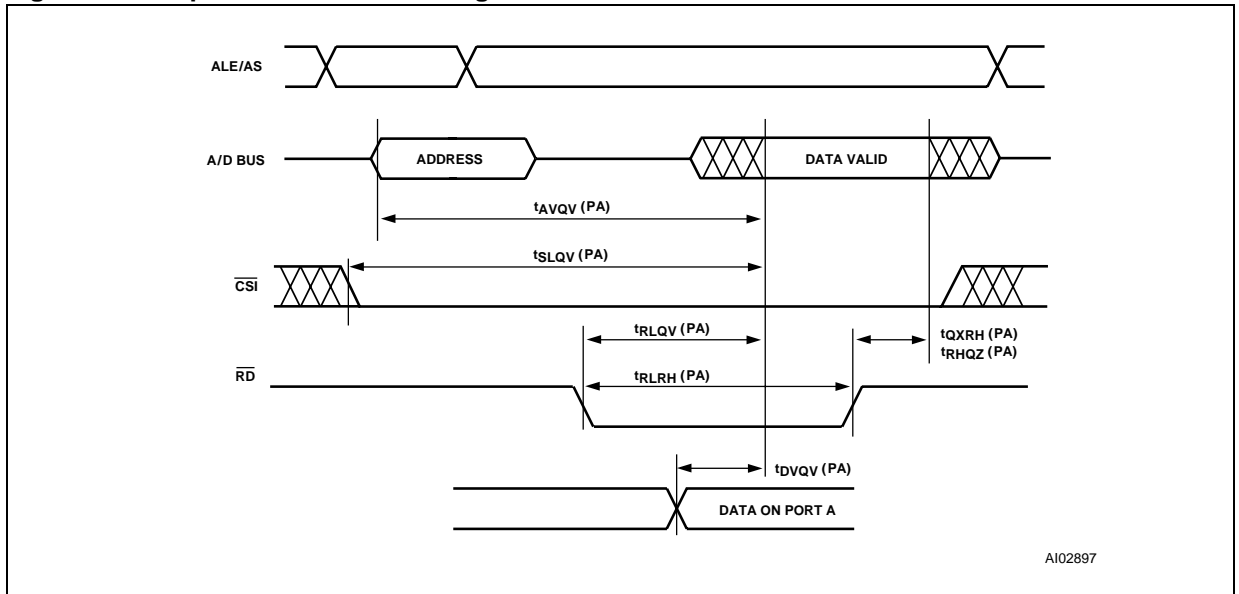 ALE/AS
A/D BUS
ADDRESS
DATA VALID
tAVQV (PA)
tSLQV (PA)
CSI
tRLQV (PA)
tQXRH (PA)
tRHQZ (PA)
RD
tRLRH (PA)
tDVQV (PA)
DATA ON PORT A
AI02897